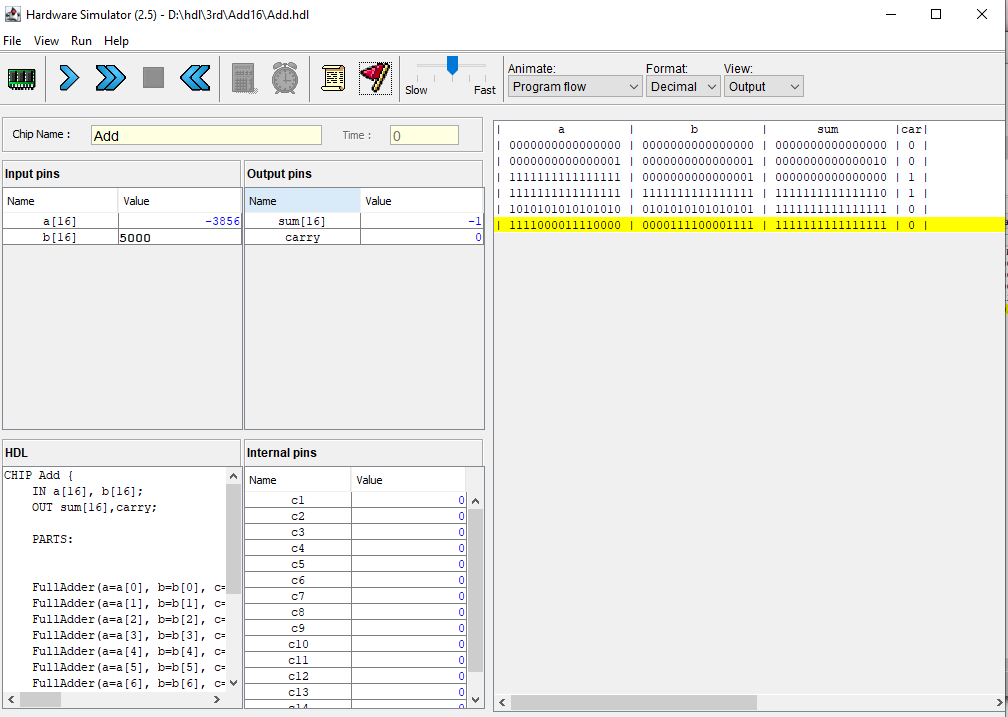 Hardware Simulator (2.5) - D:\hdl\3rd\Add16\Add.hdl
File View Run Help
Slow Fast
Animate: Format: View:
Program flow Decimal Output
Chip Name : Add Time : 0
Input pins
Name Value
a[16] -3856
b[16] 5000
Output pins
Name Value
sum[16] -1
carry 0
| a | b | sum |car|
| 0000000000000000 | 0000000000000000 | 0000000000000000 | 0 |
| 0000000000000001 | 0000000000000001 | 0000000000000010 | 0 |
| 1111111111111111 | 0000000000000001 | 0000000000000000 | 1 |
| 1111111111111111 | 1111111111111111 | 1111111111111110 | 1 |
| 1010101010101010 | 0101010101010101 | 1111111111111111 | 0 |
| 1111000011110000 | 0000111100001111 | 1111111111111111 | 0 |
HDL
CHIP Add {
IN a[16], b[16];
OUT sum[16],carry;
PARTS:
FullAdder(a=a[0], b=b[0], c=
FullAdder(a=a[1], b=b[1], c=
FullAdder(a=a[2], b=b[2], c=
FullAdder(a=a[3], b=b[3], c=
FullAdder(a=a[4], b=b[4], c=
FullAdder(a=a[5], b=b[5], c=
FullAdder(a=a[6], b=b[6], c=
Internal pins
Name Value
c1 0
c2 0
c3 0
c4 0
c5 0
c6 0
c7 0
c8 0
c9 0
c10 0
c11 0
c12 0
c13 0
c14 0